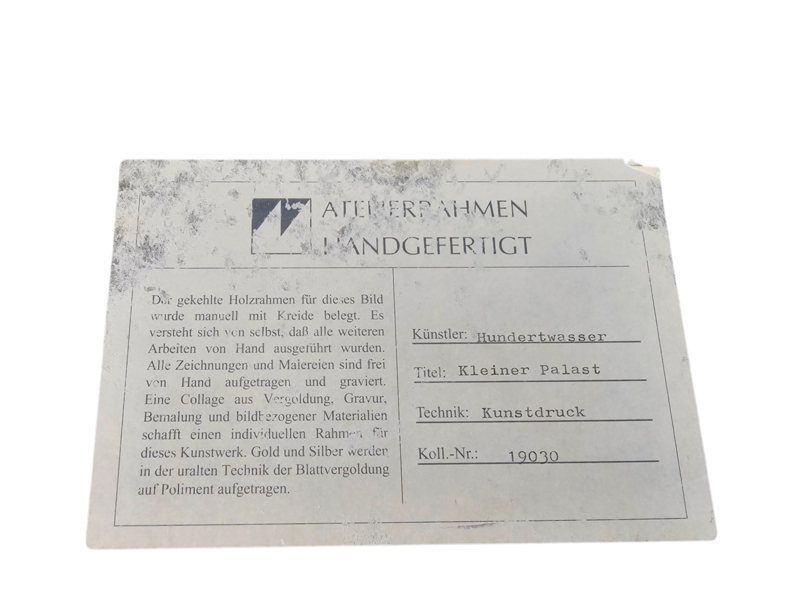 ATELIERRAHMEN
HANDGEFERTIGT
Der gekehlte Holzrahmen für dieses Bild
wurde manuell mit Kreide belegt. Es
versteht sich von selbst, daß alle weiteren
Arbeiten von Hand ausgeführt wurden.
Alle Zeichnungen und Malereien sind frei
von Hand aufgetragen und graviert.
Eine Collage aus Vergoldung, Gravur,
Bemalung und bildbezogener Materialien
schafft einen individuellen Rahmen für
dieses Kunstwerk. Gold und Silber werden
in der uralten Technik der Blattvergoldung
auf Poliment aufgetragen.
Künstler: Hundertwasser
Titel: Kleiner Palast
Technik: Kunstdruck
Koll.-Nr.: 19030